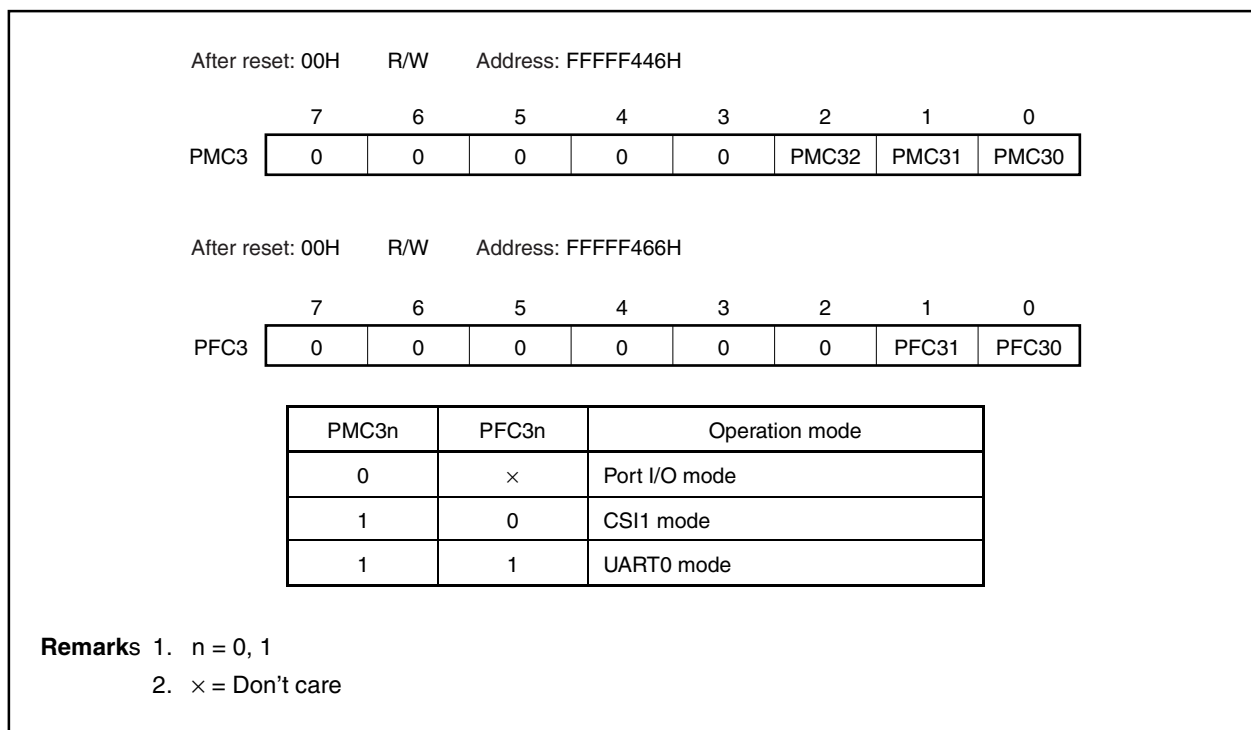 After reset: 00H R/W Address: FFFFF446H
7 6 5 4 3 2 1 0
PMC3 0 0 0 0 0 PMC32 PMC31 PMC30
After reset: 00H R/W Address: FFFFF466H
7 6 5 4 3 2 1 0
PFC3 0 0 0 0 0 0 PFC31 PFC30
PMC3n PFC3n Operation mode
0 × Port I/O mode
1 0 CSI1 mode
1 1 UART0 mode
Remarks 1. n = 0, 1
2. × = Don't care